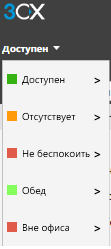 3CX
Доступен
Доступен >
Отсутствует >
Не беспокоить >
Обед >
Вне офиса >